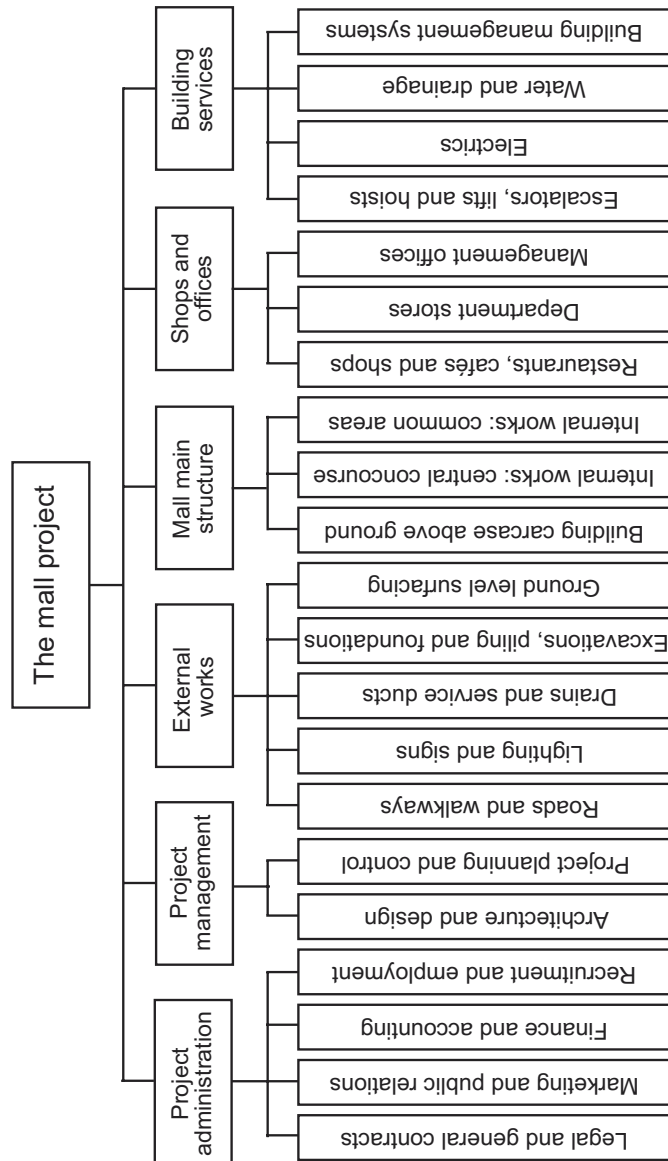 The mall project
Project
administration
Project
management
External
works
Mall main
structure
Shops and
offices
Building
services
Legal and general contracts
Marketing and public relations
Finance and accounting
Recruitment and employment
Architecture and design
Project planning and control
Roads and walkways
Lighting and signs
Drains and service ducts
Excavations, piling and foundations
Ground level surfacing
Building carcase above ground
Internal works: central concourse
Internal works: common areas
Restaurants, cafés and shops
Department stores
Management offices
Escalators, lifts and hoists
Electrics
Water and drainage
Building management systems